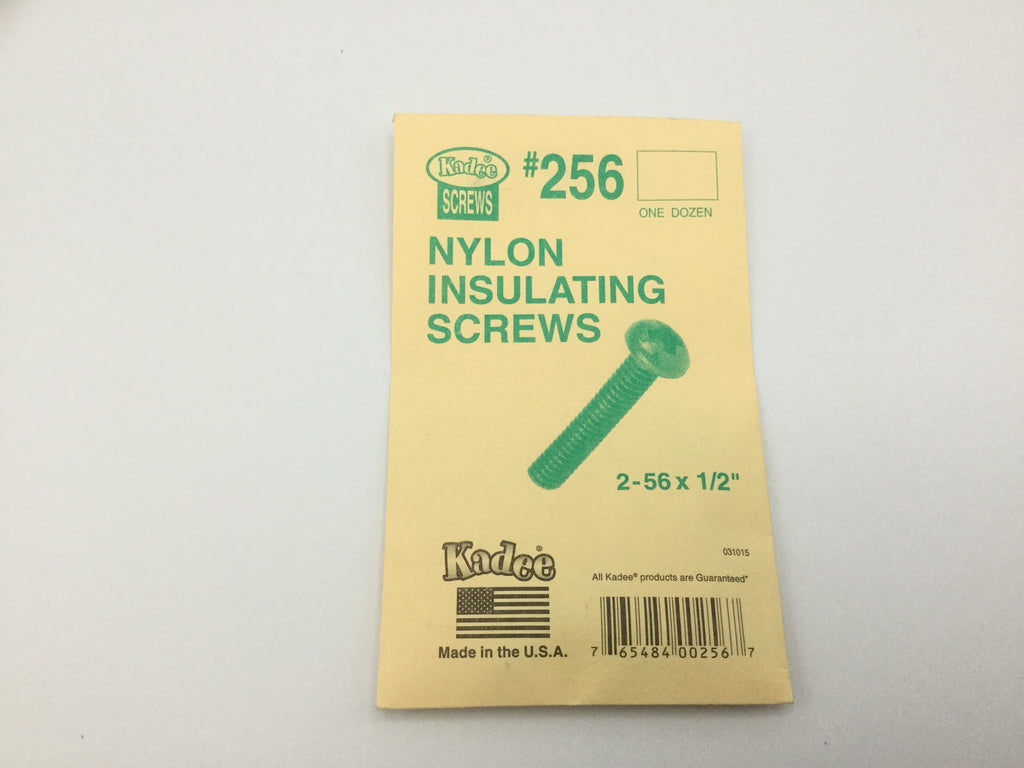 Kadee®
SCREWS
#256
ONE DOZEN
NYLON
INSULATING
SCREWS
2-56 x 1/2"
031015
Kadee®
All Kadee® products are Guaranteed*
Made in the U.S.A.
7 65484 00256 7